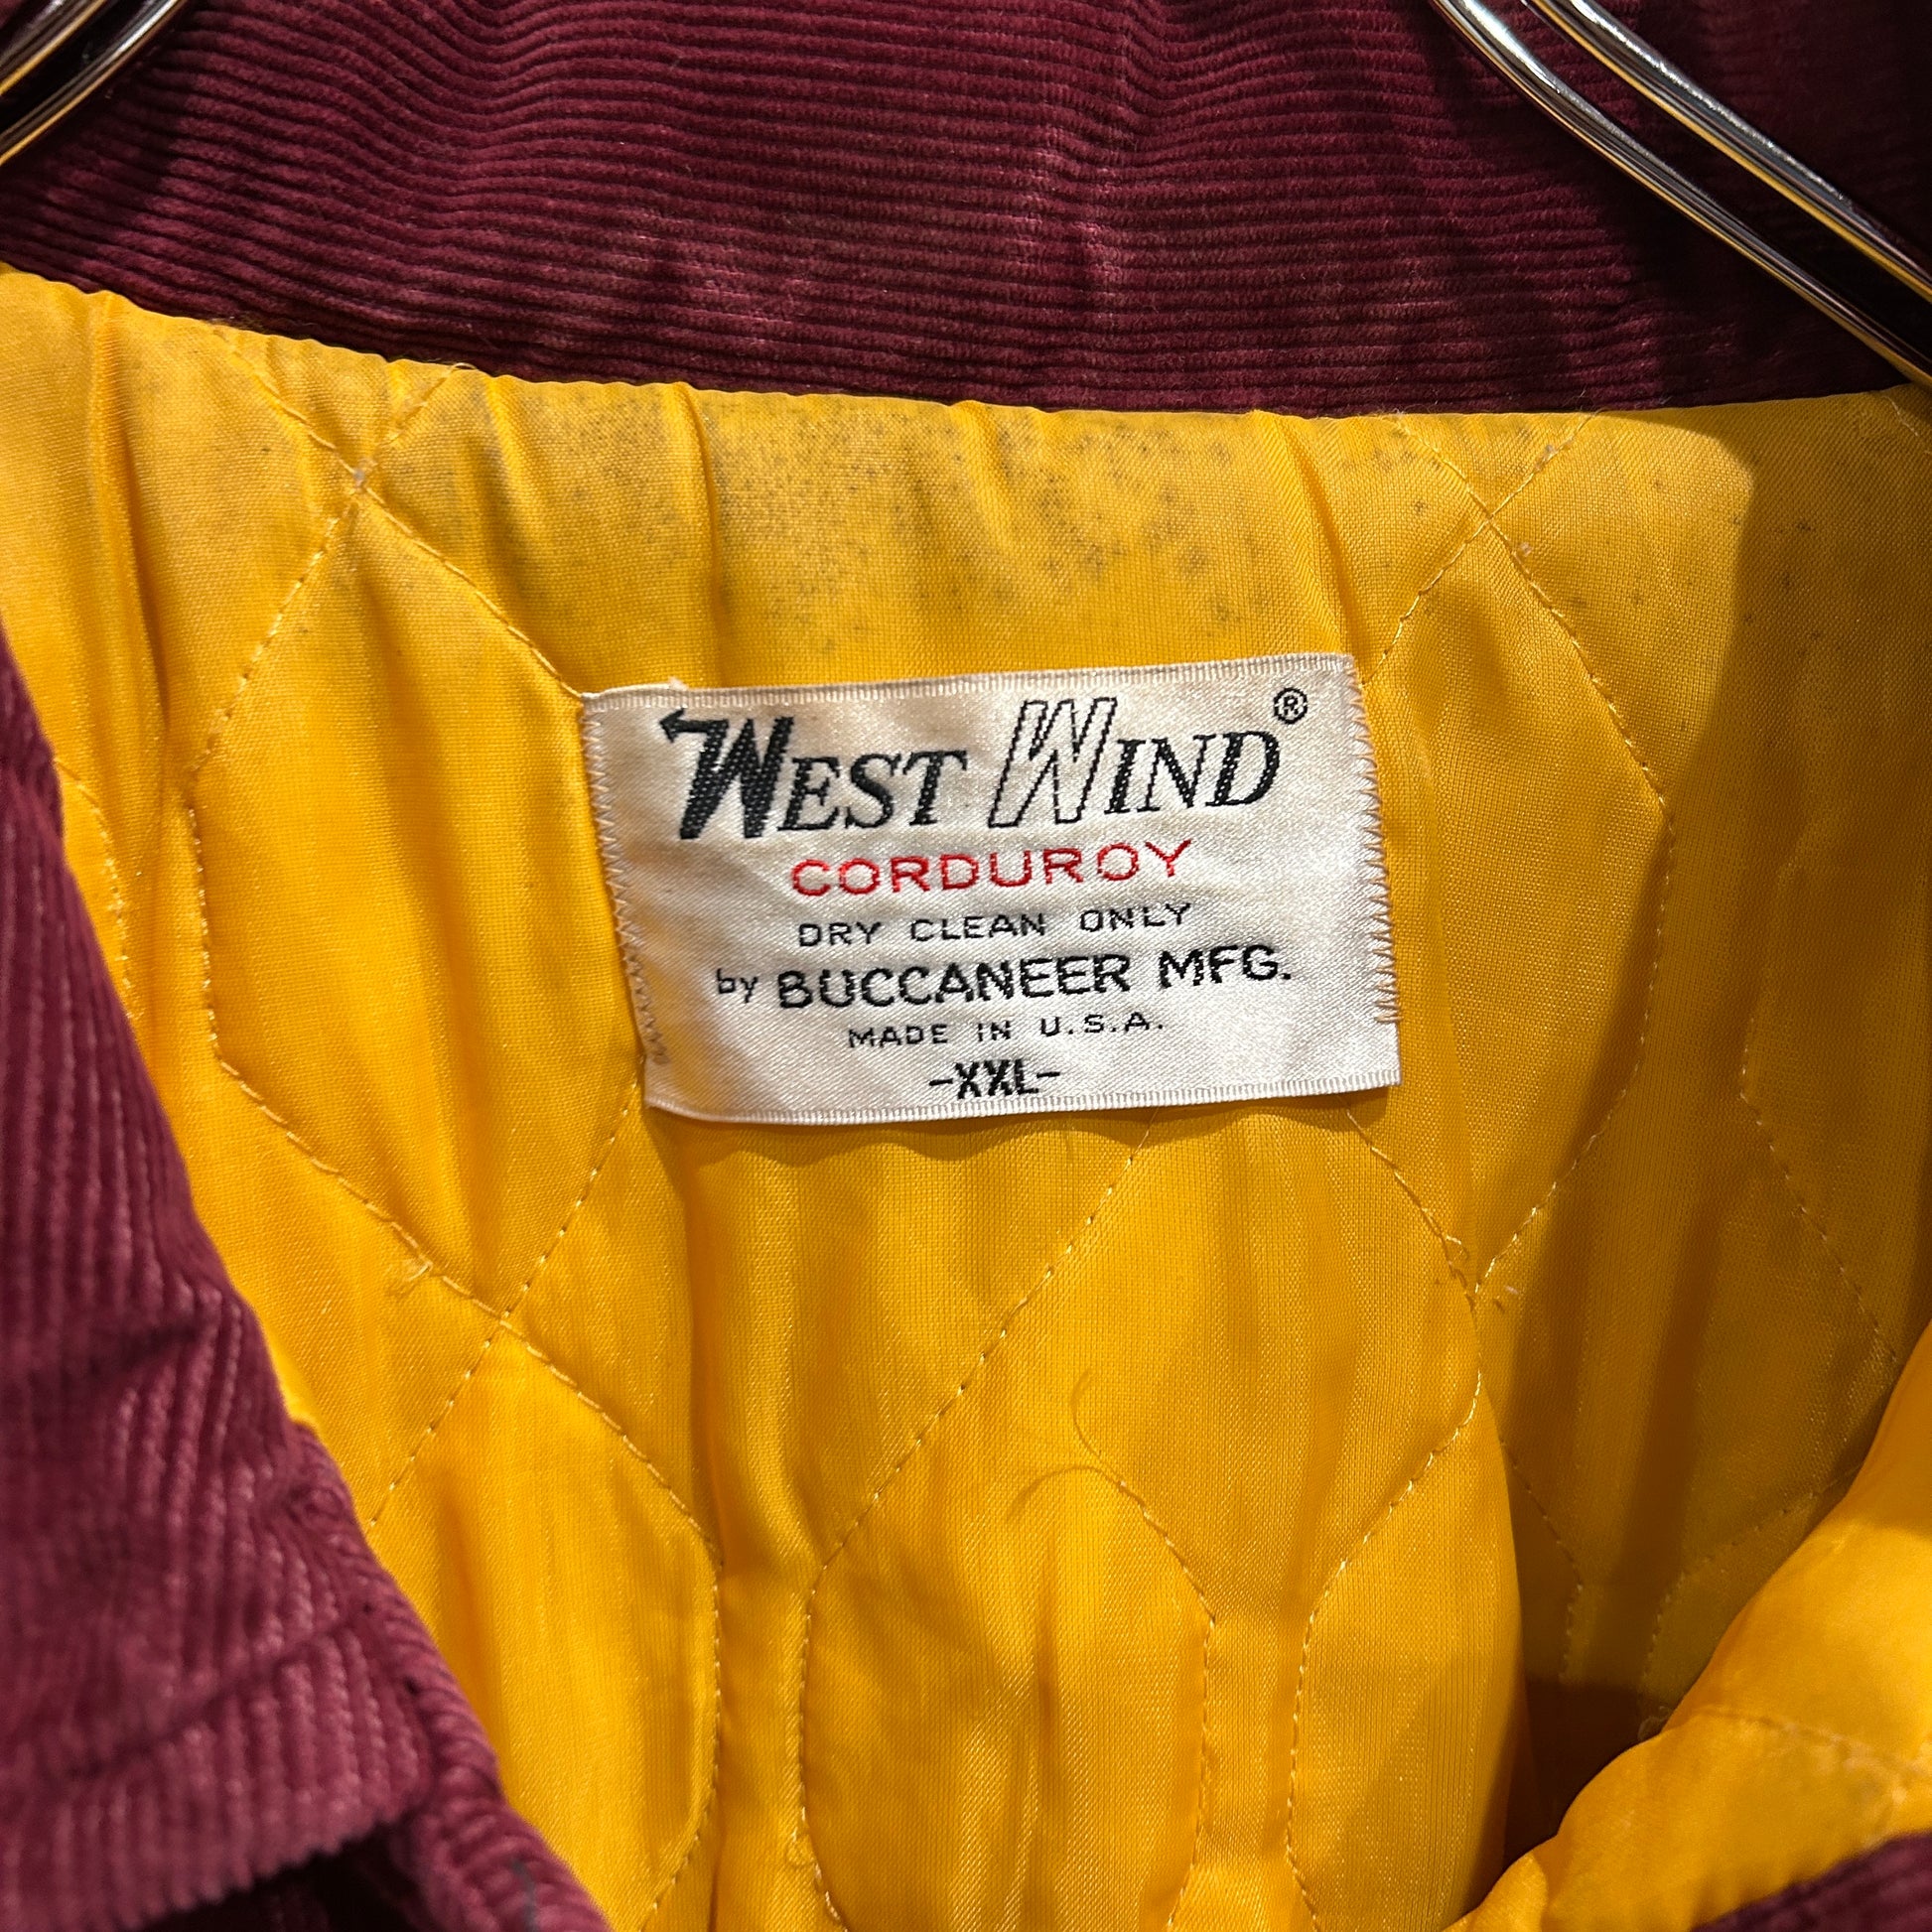 WEST WIND ®
CORDUROY
DRY CLEAN ONLY
by BUCCANEER MFG.
MADE IN U.S.A.
-XXL-